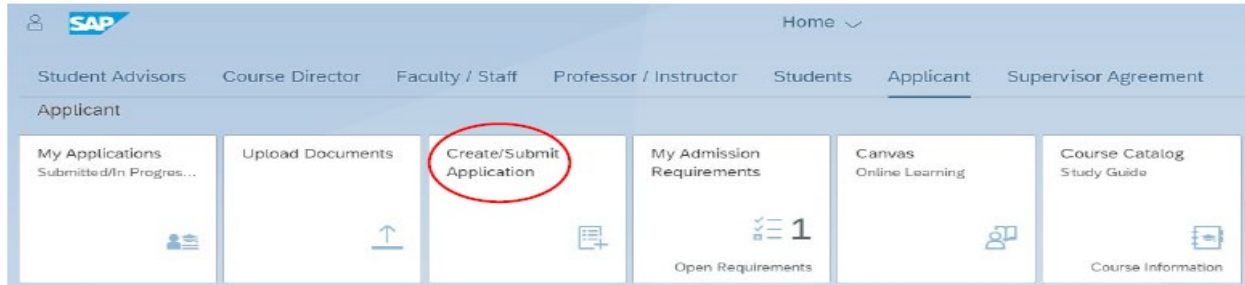 SAP Home
Student Advisors Course Director Faculty / Staff Professor / Instructor Students Applicant Supervisor Agreement
Applicant
My Applications
Submitted/In Progres...
Upload Documents
Create/Submit
Application
My Admission
Requirements
1
Open Requirements
Canvas
Online Learning
Course Catalog
Study Guide
Course Information